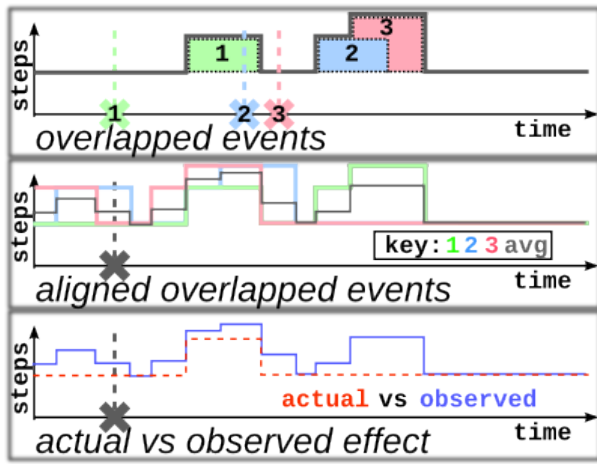 steps
1
2
3
1
2
3
time
overlapped events
steps
key: 1 2 3 avg
time
aligned overlapped events
steps
actual vs observed
time
actual vs observed effect